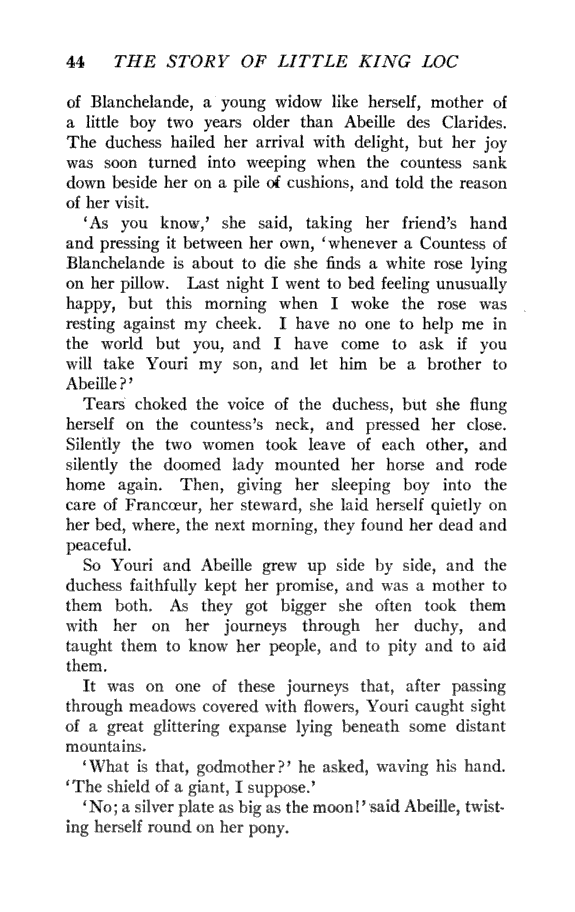 44 THE STORY OF LITTLE KING LOC
of Blanchelande, a young widow like herself, mother of
a little boy two years older than Abeille des Clarides.
The duchess hailed her arrival with delight, but her joy
was soon turned into weeping when the countess sank
down beside her on a pile of cushions, and told the reason
of her visit.
‘As you know,’ she said, taking her friend’s hand
and pressing it between her own, ‘whenever a Countess of
Blanchelande is about to die she finds a white rose lying
on her pillow. Last night I went to bed feeling unusually
happy, but this morning when I woke the rose was
resting against my cheek. I have no one to help me in
the world but you, and I have come to ask if you
will take Youri my son, and let him be a brother to
Abeille?’
Tears choked the voice of the duchess, but she flung
herself on the countess’s neck, and pressed her close.
Silently the two women took leave of each other, and
silently the doomed lady mounted her horse and rode
home again. Then, giving her sleeping boy into the
care of Francœur, her steward, she laid herself quietly on
her bed, where, the next morning, they found her dead and
peaceful.
So Youri and Abeille grew up side by side, and the
duchess faithfully kept her promise, and was a mother to
them both. As they got bigger she often took them
with her on her journeys through her duchy, and
taught them to know her people, and to pity and to aid
them.
It was on one of these journeys that, after passing
through meadows covered with flowers, Youri caught sight
of a great glittering expanse lying beneath some distant
mountains.
‘What is that, godmother?’ he asked, waving his hand.
‘The shield of a giant, I suppose.’
‘No; a silver plate as big as the moon!’ said Abeille, twist-
ing herself round on her pony.